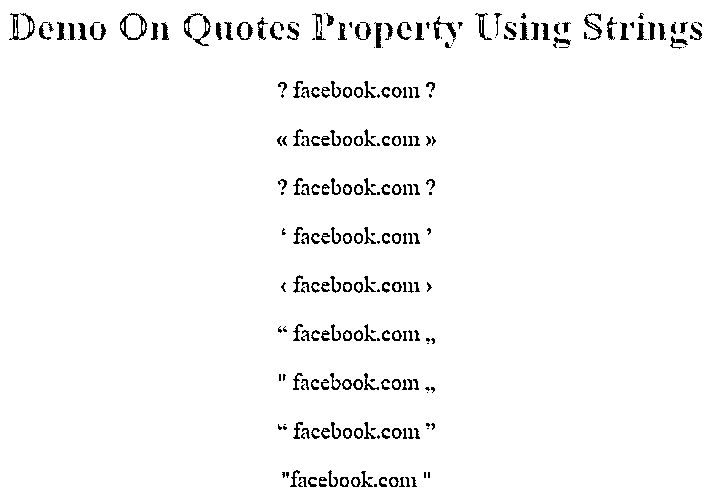 Demo On Quotes Property Using Strings
? facebook.com ?
« facebook.com »
? facebook.com ?
‘ facebook.com ’
‹ facebook.com ›
“ facebook.com „
" facebook.com „
“ facebook.com ”
"facebook.com "